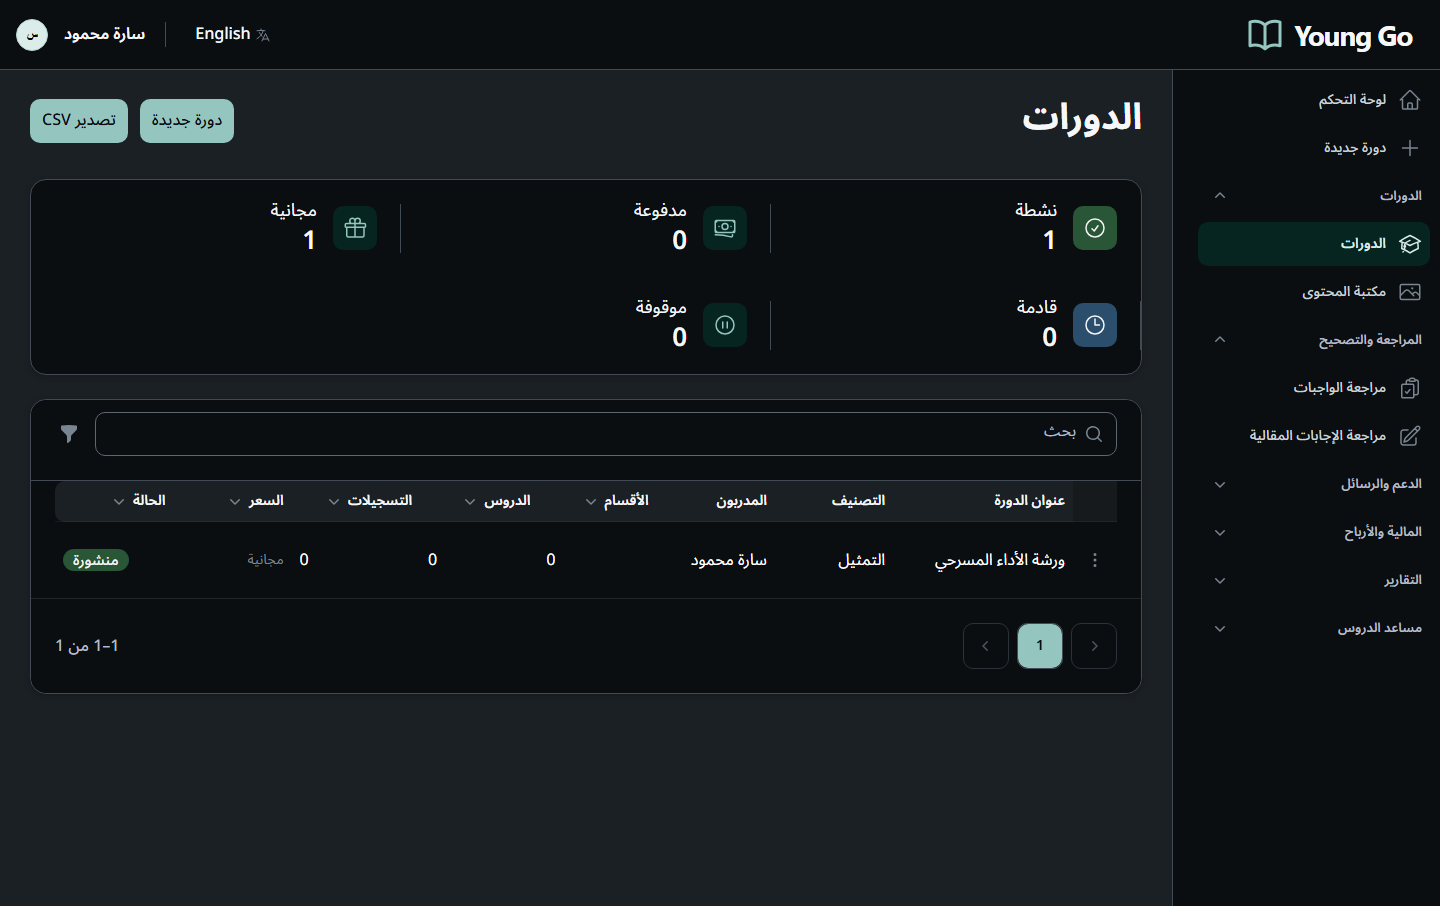 Young Go
English
سارة محمود
س
لوحة التحكم
دورة جديدة
الدورات
الدورات
مكتبة المحتوى
المراجعة والتصحيح
مراجعة الواجبات
مراجعة الإجابات المقالية
الدعم والرسائل
المالية والأرباح
التقارير
مساعد الدروس
الدورات
دورة جديدة
تصدير CSV
نشطة
1
مدفوعة
0
مجانية
1
قادمة
0
موقوفة
0
بحث
عنوان الدورة التصنيف المدربون الأقسام الدروس التسجيلات السعر الحالة
ورشة الأداء المسرحي التمثيل سارة محمود 0 0 0 مجانية منشورة
1
1–1 من 1